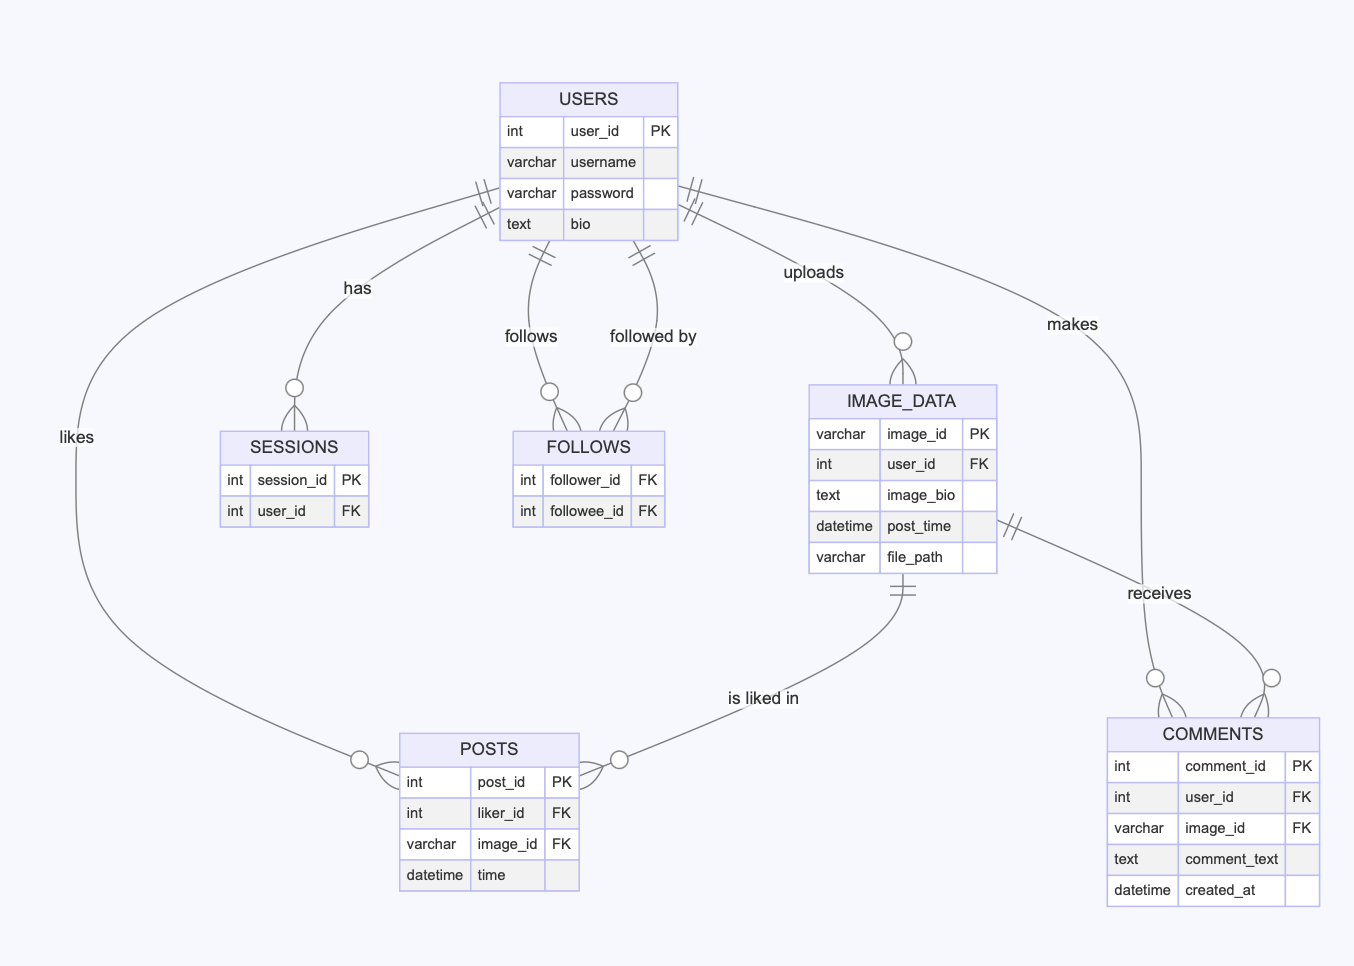 USERS
int user_id PK
varchar username
varchar password
text bio
has
uploads
makes
follows
followed by
likes
SESSIONS
int session_id PK
int user_id FK
FOLLOWS
int follower_id FK
int followee_id FK
IMAGE_DATA
varchar image_id PK
int user_id FK
text image_bio
datetime post_time
varchar file_path
receives
is liked in
POSTS
int post_id PK
int liker_id FK
varchar image_id FK
datetime time
COMMENTS
int comment_id PK
int user_id FK
varchar image_id FK
text comment_text
datetime created_at